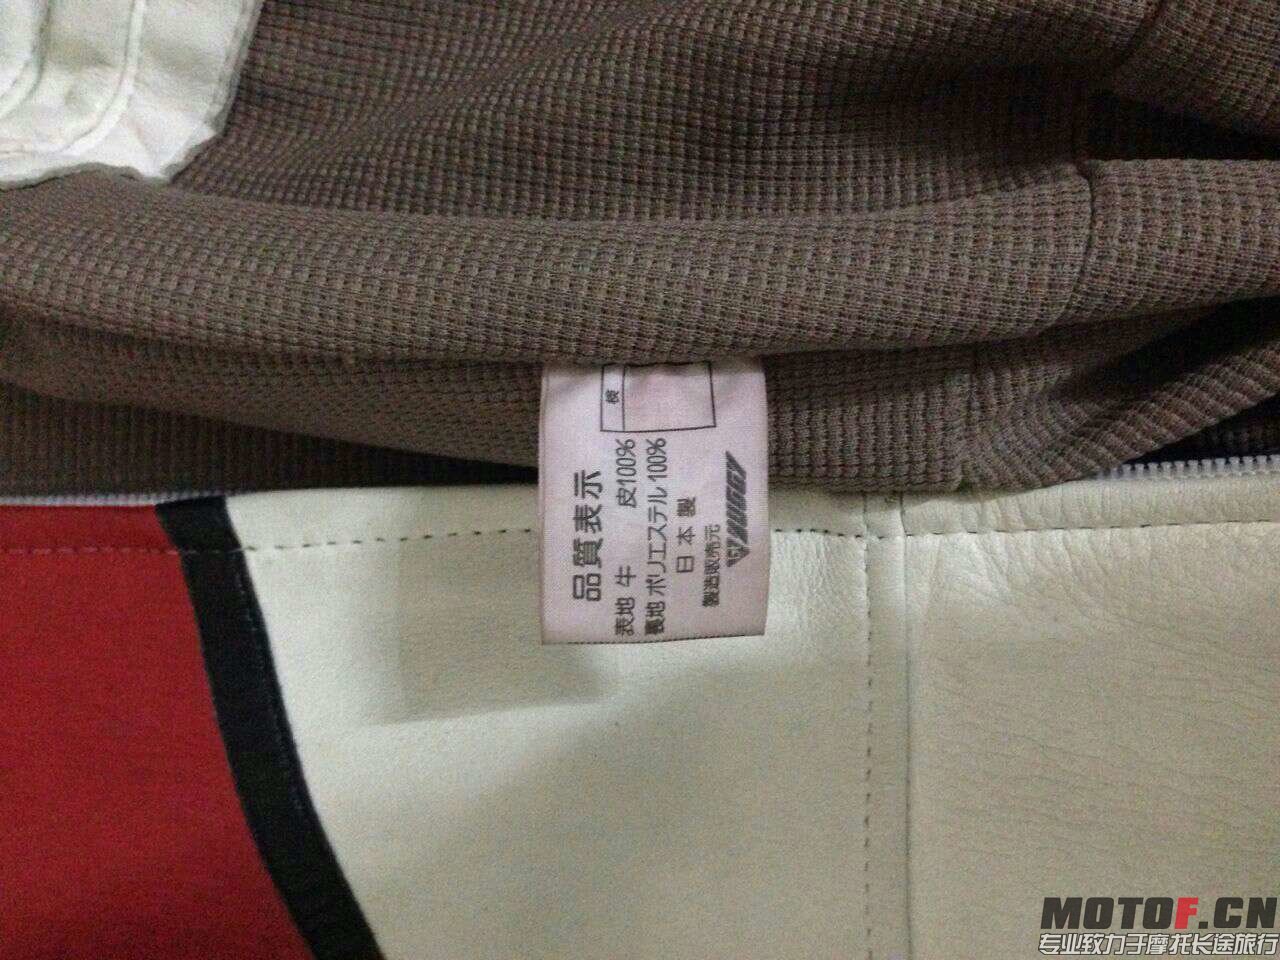 品質表示
表地 牛 皮100%
裏地 ポリエステル100%
日本製
製造販売元
MOTOF.CN
专业致力于摩托长途旅行